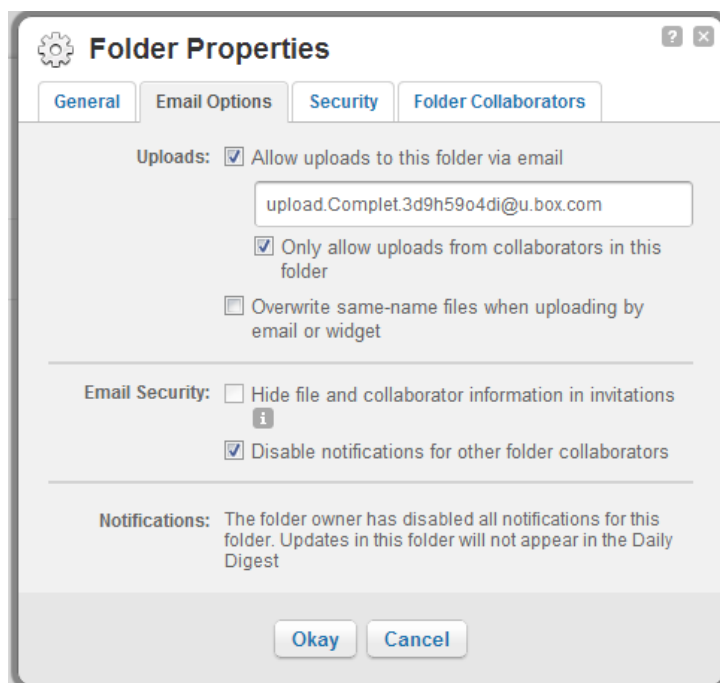 Folder Properties
?
General Email Options Security Folder Collaborators
Uploads: Allow uploads to this folder via email
upload.Complet.3d9h59o4di@u.box.com
Only allow uploads from collaborators in this
folder
Overwrite same-name files when uploading by
email or widget
Email Security: Hide file and collaborator information in invitations
i
Disable notifications for other folder collaborators
Notifications: The folder owner has disabled all notifications for this
folder. Updates in this folder will not appear in the Daily
Digest
Okay Cancel